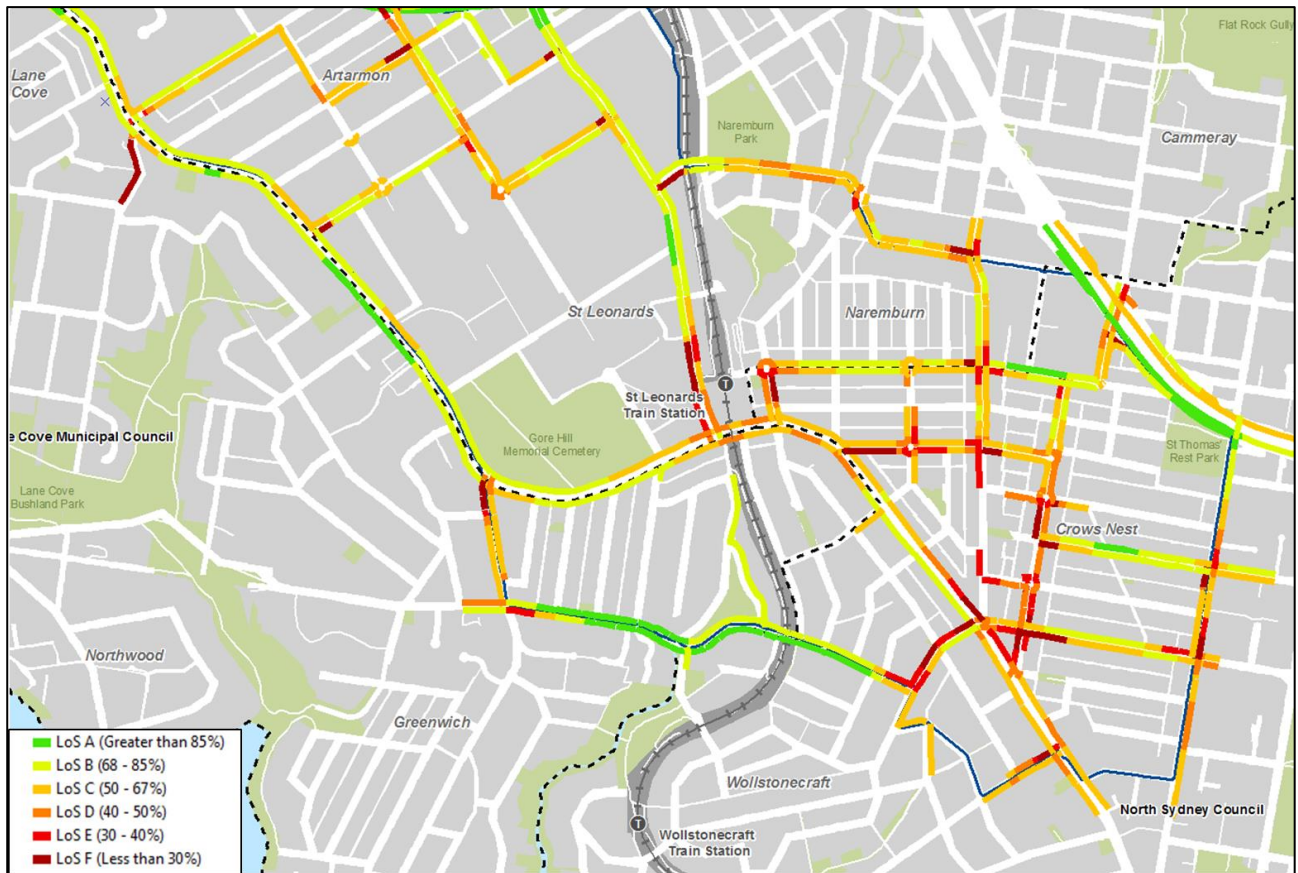 Flat Rock Gully
Lane
Cove
Artarmon
Naremburn
Park
Cammeray
St Leonards
Naremburn
T
St Leonards
Train Station
Gore Hill
Memorial Cemetery
e Cove Municipal Council
St Thomas'
Rest Park
Lane Cove
Bushland Park
Crows Nest
Northwood
Greenwich
LoS A (Greater than 85%)
LoS B (68 - 85%)
LoS C (50 - 67%)
LoS D (40 - 50%)
LoS E (30 - 40%)
LoS F (Less than 30%)
Wollstonecraft
North Sydney Council
T
Wollstonecraft
Train Station